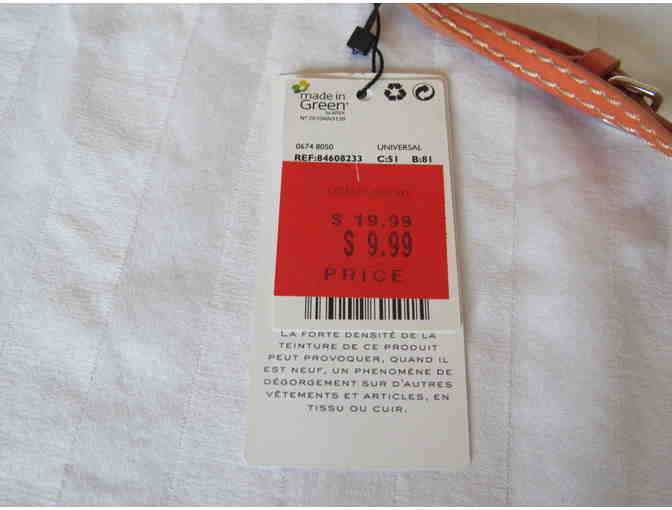 made in
Green
0674 8050 UNIVERSAL
REF:84608233 C:51 B:81
$ 19.99
$ 9.99
PRICE
LA FORTE DENSITÉ DE LA
TEINTURE DE CE PRODUIT
PEUT PROVOQUER, QUAND IL
EST NEUF, UN PHENOMÈNE DE
DÉGORGEMENT SUR D'AUTRES
VÊTEMENTS ET ARTICLES, EN
TISSU OU CUIR.